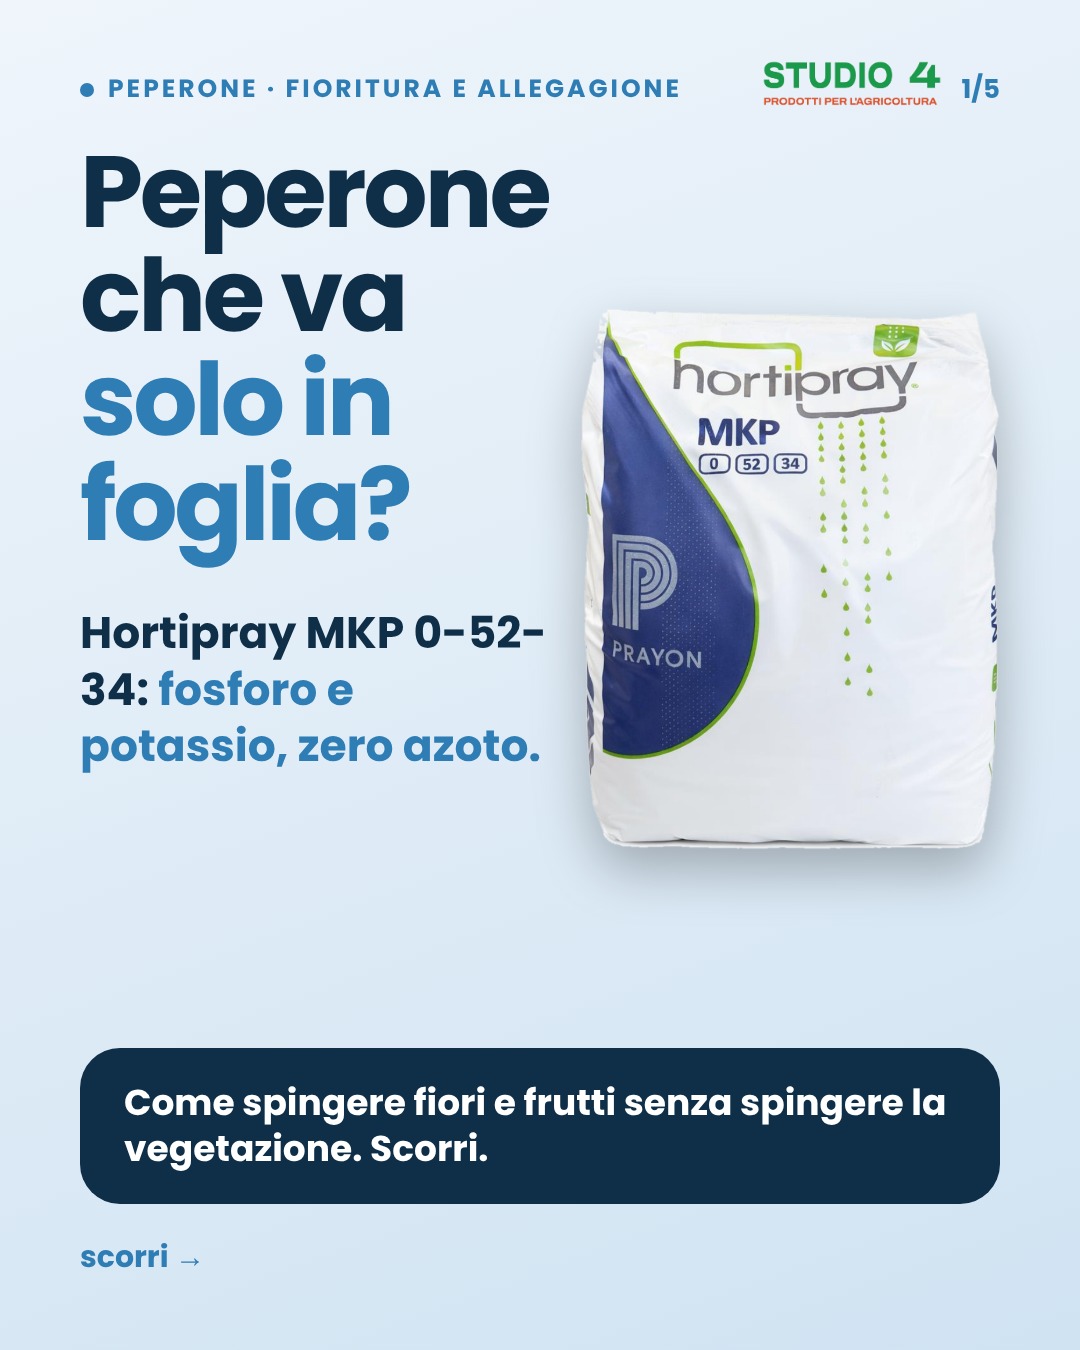 PEPERONE · FIORITURA E ALLEGAGIONE
STUDIO 4
PRODOTTI PER L'AGRICOLTURA
1/5
Peperone
che va
solo in
foglia?
Hortipray MKP 0-52-
34: fosforo e
potassio, zero azoto.
hortipray
MKP
0 52 34
PRAYON
MKP
Come spingere fiori e frutti senza spingere la
vegetazione. Scorri.
scorri →